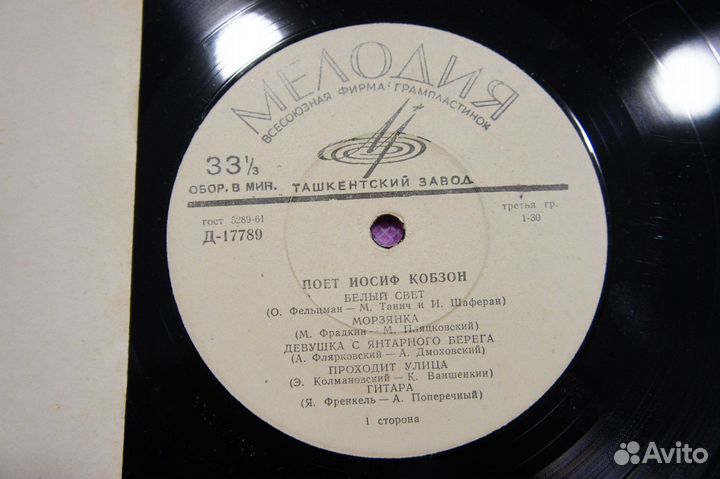 МЕЛОДИЯ
ВСЕСОЮЗНАЯ ФИРМА ГРАМПЛАСТИНОК
33⅓
ОБОР. В МИН. ТАШКЕНТСКИЙ ЗАВОД
гост 5289-61
Д-17789
третья гр.
1-30
ПОЕТ ИОСИФ КОБЗОН
БЕЛЫЙ СВЕТ
(О. Фельцман — М. Танич и И. Шаферан)
МОРЗЯНКА
(М. Фрадкин — М. Пляцковский)
ДЕВУШКА С ЯНТАРНОГО БЕРЕГА
(А. Флярковский — А. Дмоховский)
ПРОХОДИТ УЛИЦА
(Э. Колмановский — К. Ваншенкин)
ГИТАРА
(Я. Френкель — А. Поперечный)
1 сторона
Avito